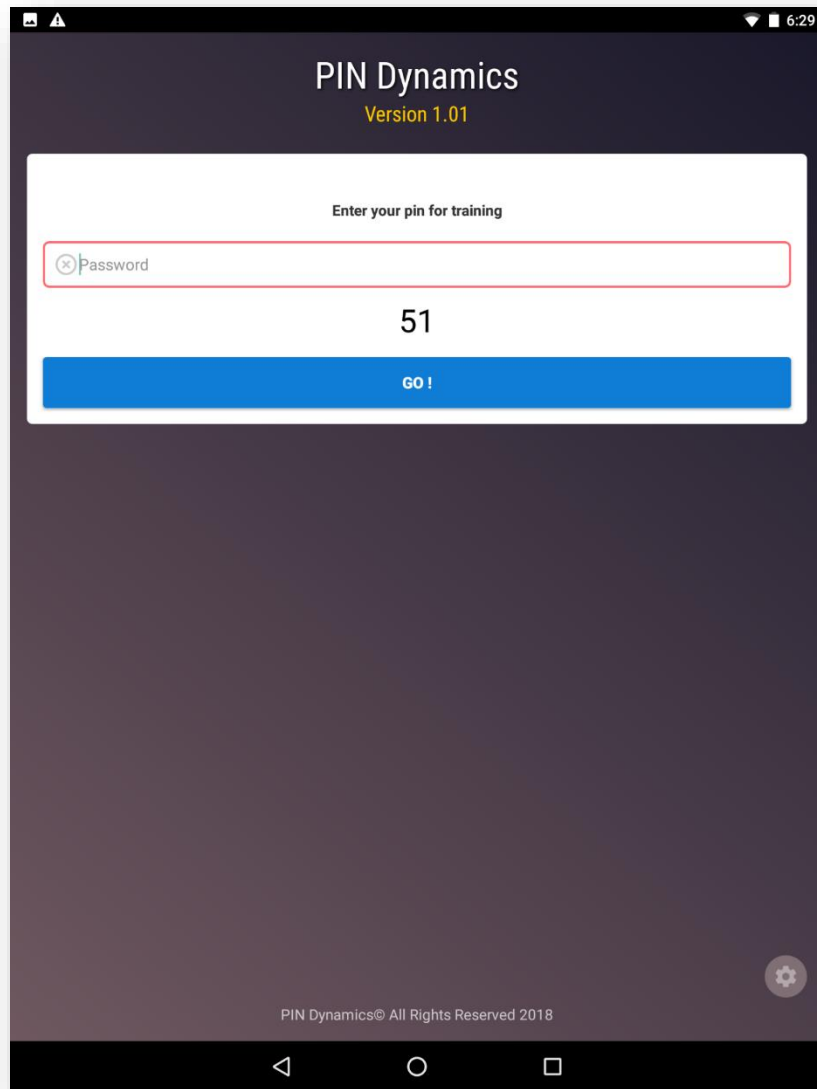 6:29
PIN Dynamics
Version 1.01
Enter your pin for training
Password
51
GO !
PIN Dynamics© All Rights Reserved 2018